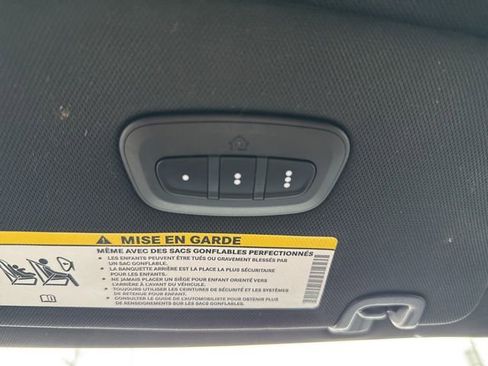 MISE EN GARDE
MÊME AVEC DES SACS GONFLABLES PERFECTIONNÉS
• LES ENFANTS PEUVENT ÊTRE TUÉS OU GRAVEMENT BLESSÉS PAR
UN SAC GONFLABLE.
• LA BANQUETTE ARRIÈRE EST LA PLACE LA PLUS SÉCURITAIRE
POUR LES ENFANTS.
• NE JAMAIS PLACER UN SIÈGE POUR ENFANT ORIENTÉ VERS
L'ARRIÈRE À L'AVANT DU VÉHICULE.
• TOUJOURS UTILISER LES CEINTURES DE SÉCURITÉ ET LES SYSTÈMES
DE RETENUE POUR ENFANT.
• CONSULTER LE GUIDE DE L'AUTOMOBILISTE POUR OBTENIR PLUS
DE RENSEIGNEMENTS SUR LES SACS GONFLABLES.